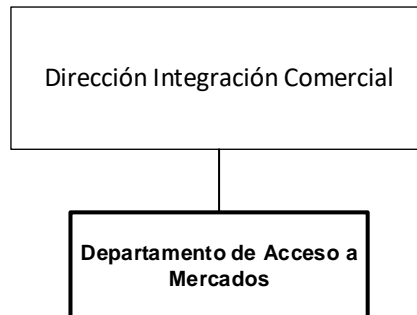 Dirección Integración Comercial
Departamento de Acceso a
Mercados